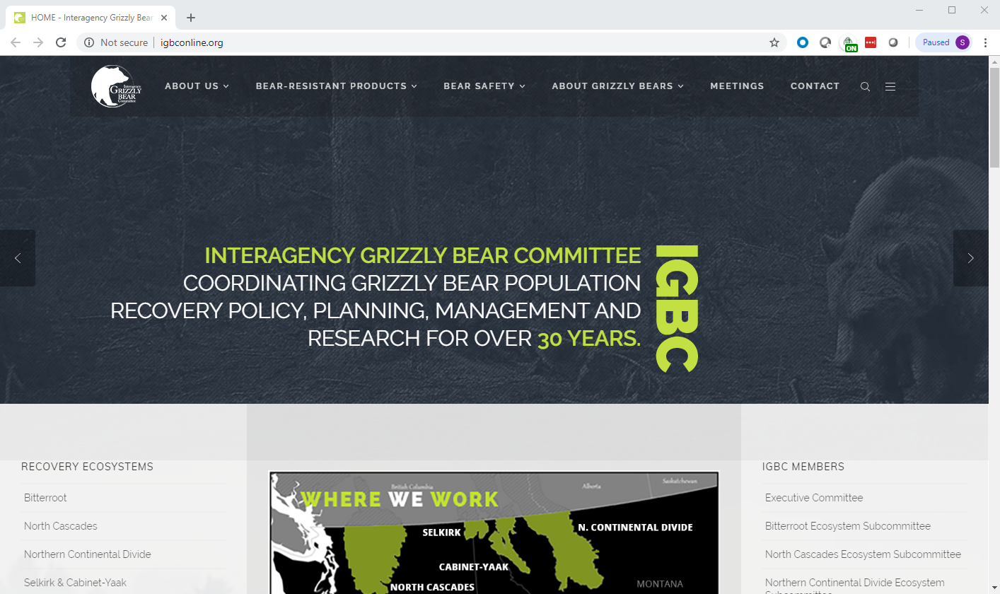 HOME - Interagency Grizzly Bear
Not secure
igbconline.org
ON
Paused
S
Interagency
GRIZZLY
BEAR
Committee
ABOUT US
BEAR-RESISTANT PRODUCTS
BEAR SAFETY
ABOUT GRIZZLY BEARS
MEETINGS
CONTACT
INTERAGENCY GRIZZLY BEAR COMMITTEE
COORDINATING GRIZZLY BEAR POPULATION
RECOVERY POLICY, PLANNING, MANAGEMENT AND
RESEARCH FOR OVER 30 YEARS.
IGBC
RECOVERY ECOSYSTEMS
Bitterroot
North Cascades
Northern Continental Divide
Selkirk & Cabinet-Yaak
British Columbia
Alberta
Saskatchewan
WHERE WE WORK
SELKIRK
N. CONTINENTAL DIVIDE
CABINET-YAAK
NORTH CASCADES
MONTANA
IGBC MEMBERS
Executive Committee
Bitterroot Ecosystem Subcommittee
North Cascades Ecosystem Subcommittee
Northern Continental Divide Ecosystem
Subcommittee